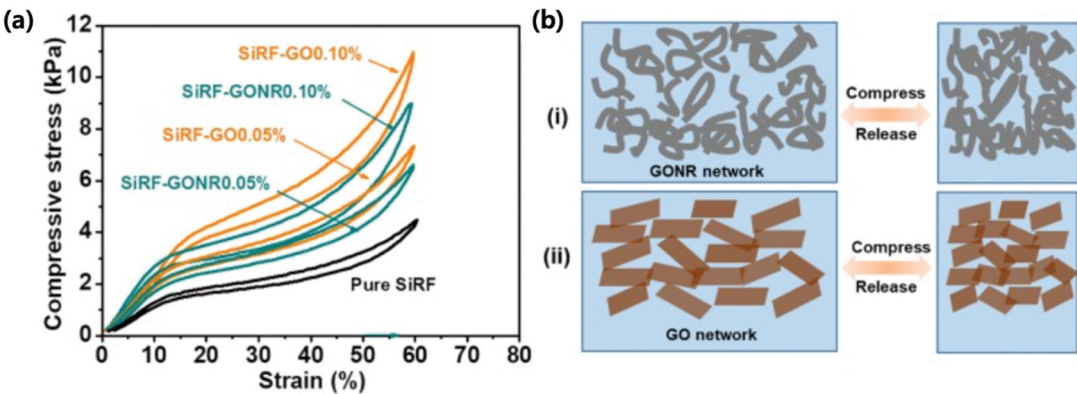 (a)
Compressive stress (kPa)
12
10
8
6
4
2
0
SiRF-GO0.10%
SiRF-GONR0.10%
SiRF-GO0.05%
SiRF-GONR0.05%
Pure SiRF
0 10 20 30 40 50 60 70 80
Strain (%)
(b)
(i)
GONR network
Compress
Release
(ii)
GO network
Compress
Release